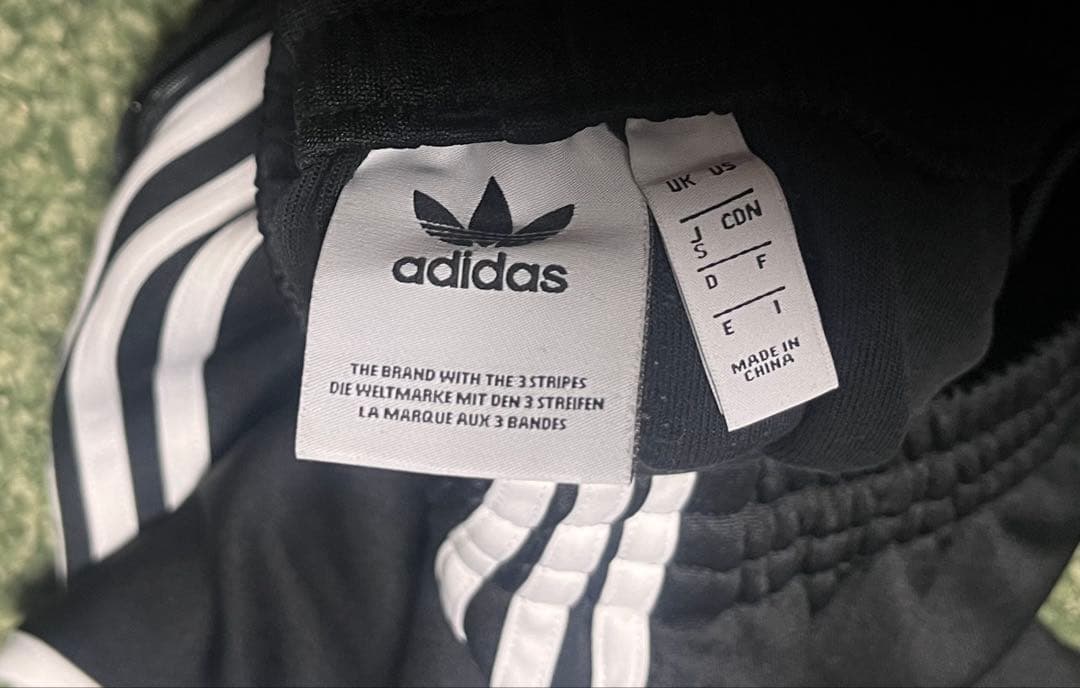 adidas
THE BRAND WITH THE 3 STRIPES
DIE WELTMARKE MIT DEN 3 STREIFEN
LA MARQUE AUX 3 BANDES
UK US
J CDN
S
D F
E I
MADE IN
CHINA